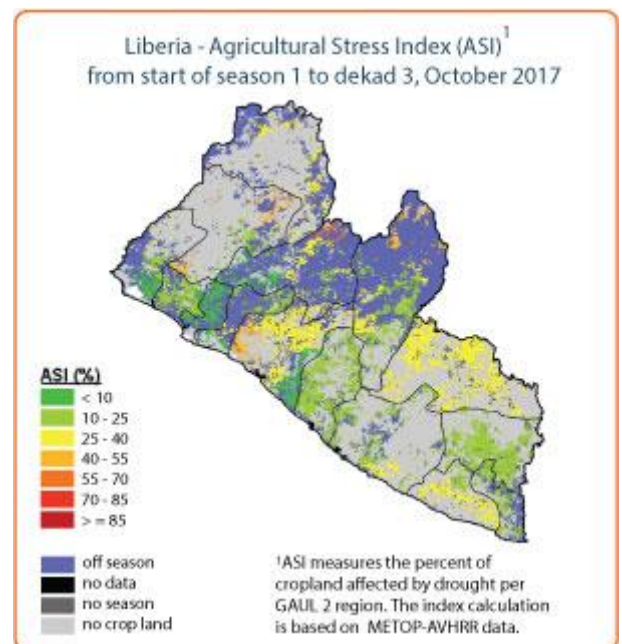 Liberia - Agricultural Stress Index (ASI)1
from start of season 1 to dekad 3, October 2017
ASI (%)
< 10
10 - 25
25 - 40
40 - 55
55 - 70
70 - 85
> = 85
off season
no data
no season
no crop land
1ASI measures the percent of
cropland affected by drought per
GAUL 2 region. The index calculation
is based on METOP-AVHRR data.